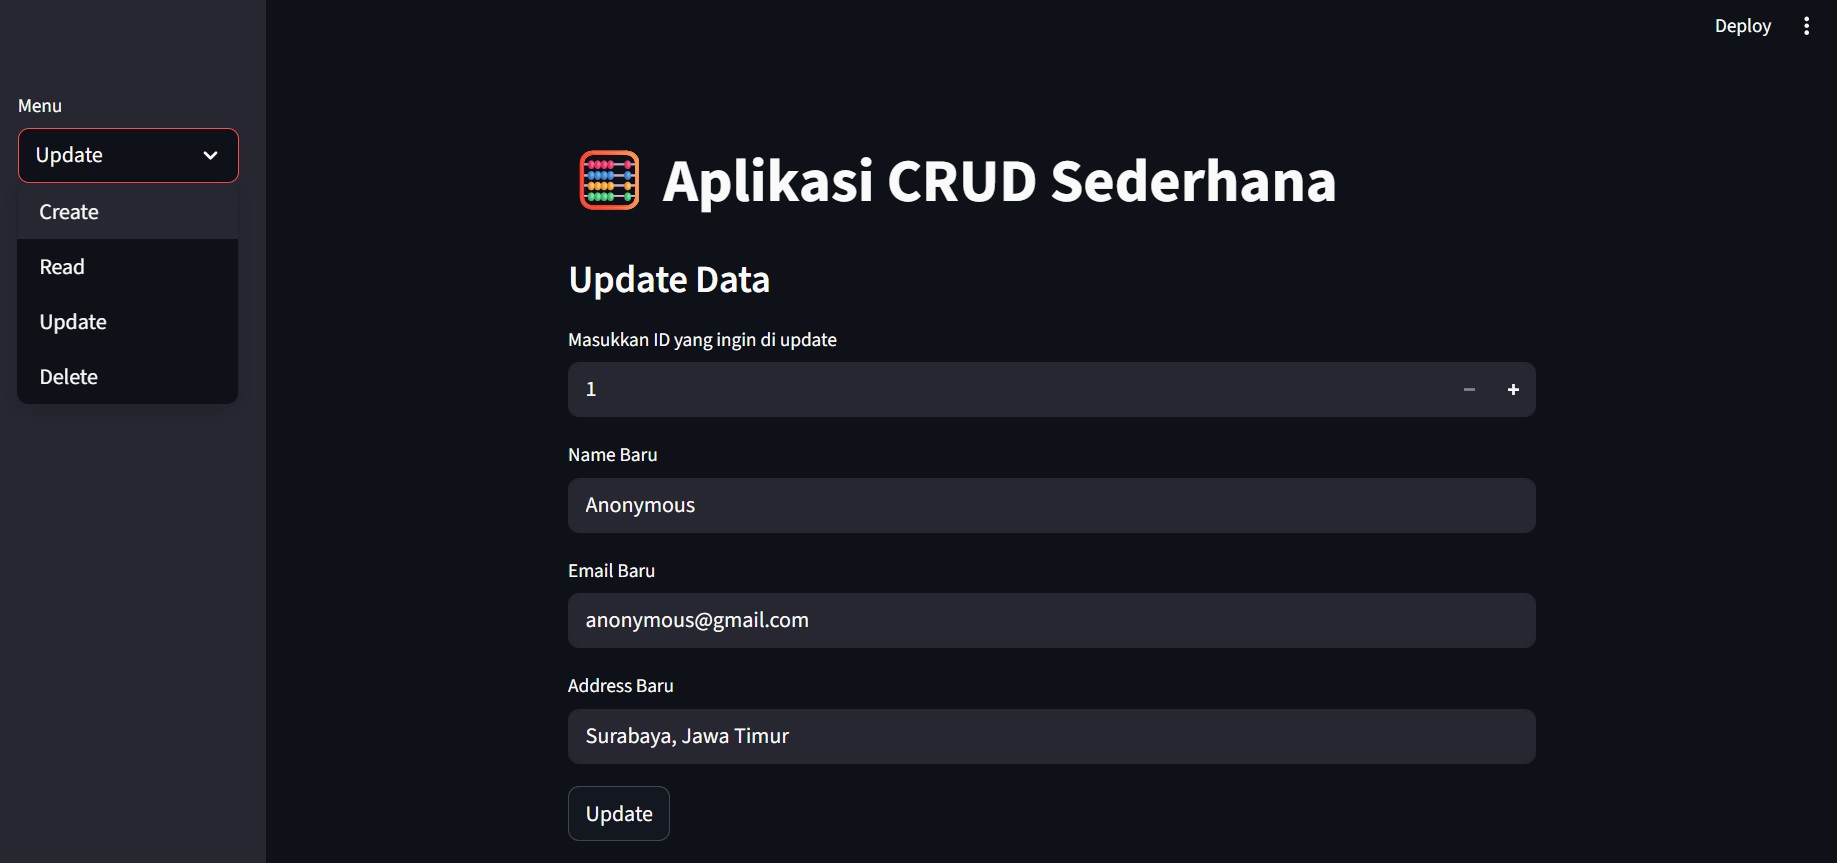 Deploy
Menu
Update
Create
Read
Update
Delete
Aplikasi CRUD Sederhana
Update Data
Masukkan ID yang ingin di update
1
Name Baru
Anonymous
Email Baru
anonymous@gmail.com
Address Baru
Surabaya, Jawa Timur
Update